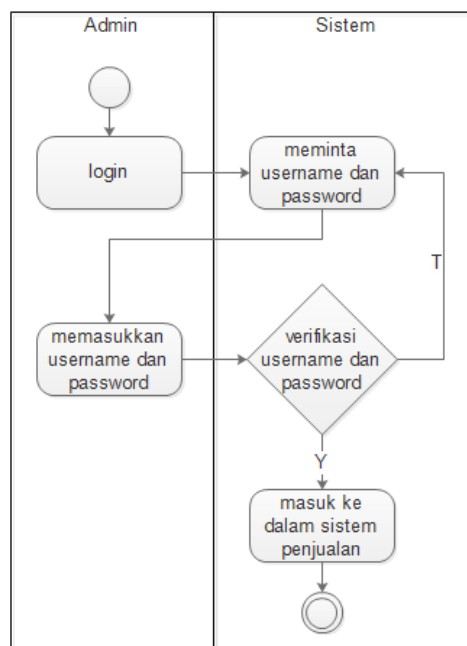 Admin
Sistem
login
meminta
username dan
password
T
memasukkan
username dan
password
verifikasi
username dan
password
Y
masuk ke
dalam sistem
penjualan